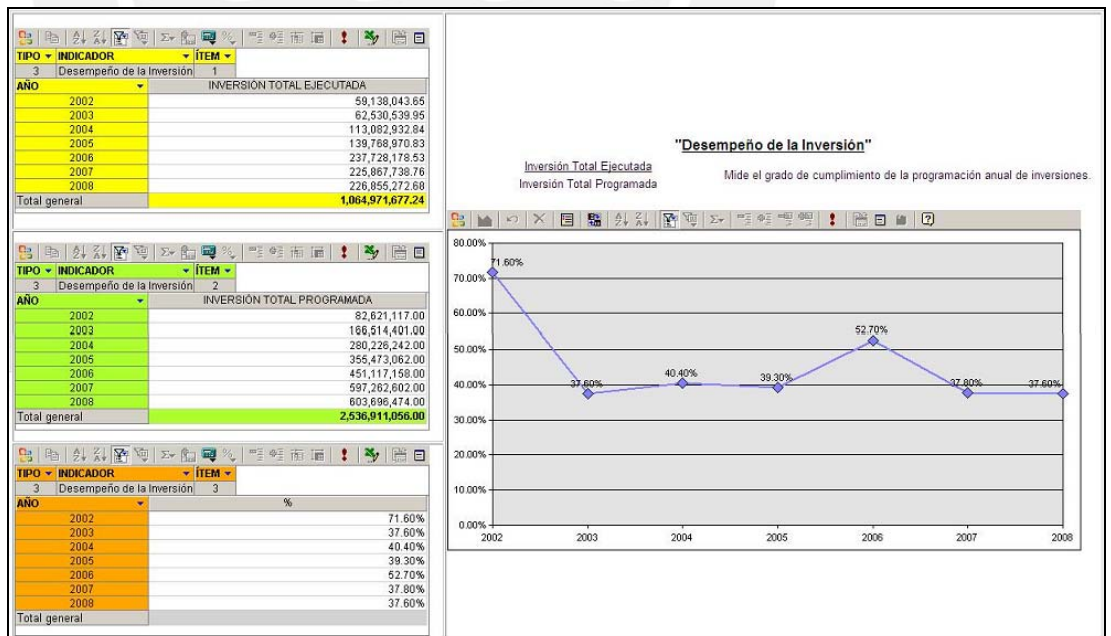 TIPO INDICADOR ÍTEM
3 Desempeño de la Inversión 1
AÑO INVERSIÓN TOTAL EJECUTADA
2002 59,138,043.65
2003 62,530,539.95
2004 113,082,932.84
2005 139,768,970.83
2006 237,728,178.53
2007 225,867,738.76
2008 226,855,272.68
Total general 1,064,971,677.24
TIPO INDICADOR ÍTEM
3 Desempeño de la Inversión 2
AÑO INVERSIÓN TOTAL PROGRAMADA
2002 82,621,117.00
2003 166,514,401.00
2004 280,226,242.00
2005 355,473,062.00
2006 451,117,158.00
2007 597,262,602.00
2008 603,696,474.00
Total general 2,536,911,056.00
TIPO INDICADOR ÍTEM
3 Desempeño de la Inversión 3
AÑO %
2002 71.60%
2003 37.60%
2004 40.40%
2005 39.30%
2006 52.70%
2007 37.80%
2008 37.60%
Total general
"Desempeño de la Inversión"
Inversión Total Ejecutada
Inversión Total Programada
Mide el grado de cumplimiento de la programación anual de inversiones.
80.00%
70.00%
60.00%
50.00%
40.00%
30.00%
20.00%
10.00%
0.00%
71.60%
37.60%
40.40%
39.30%
52.70%
37.80%
37.60%
2002 2003 2004 2005 2006 2007 2008